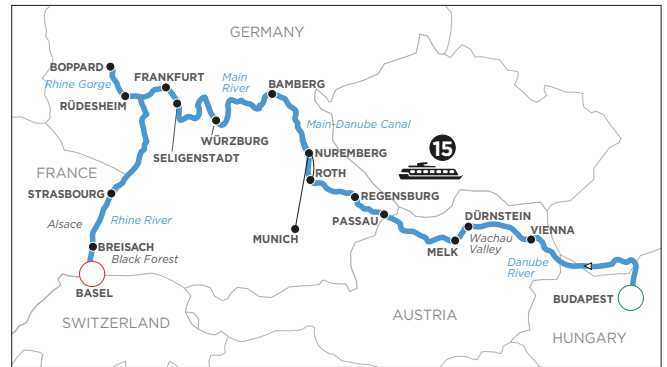 GERMANY
BOPPARD
FRANKFURT
Main
River
BAMBERG
Rhine Gorge
RÜDESHEIM
Main-Danube Canal
WÜRZBURG
SELIGENSTADT
NUREMBERG
15
FRANCE
ROTH
STRASBOURG
REGENSBURG
Alsace
Rhine River
PASSAU
DÜRNSTEIN
VIENNA
MUNICH
BREISACH
Black Forest
MELK
Wachau
Valley
Danube
River
BASEL
BUDAPEST
SWITZERLAND
AUSTRIA
HUNGARY